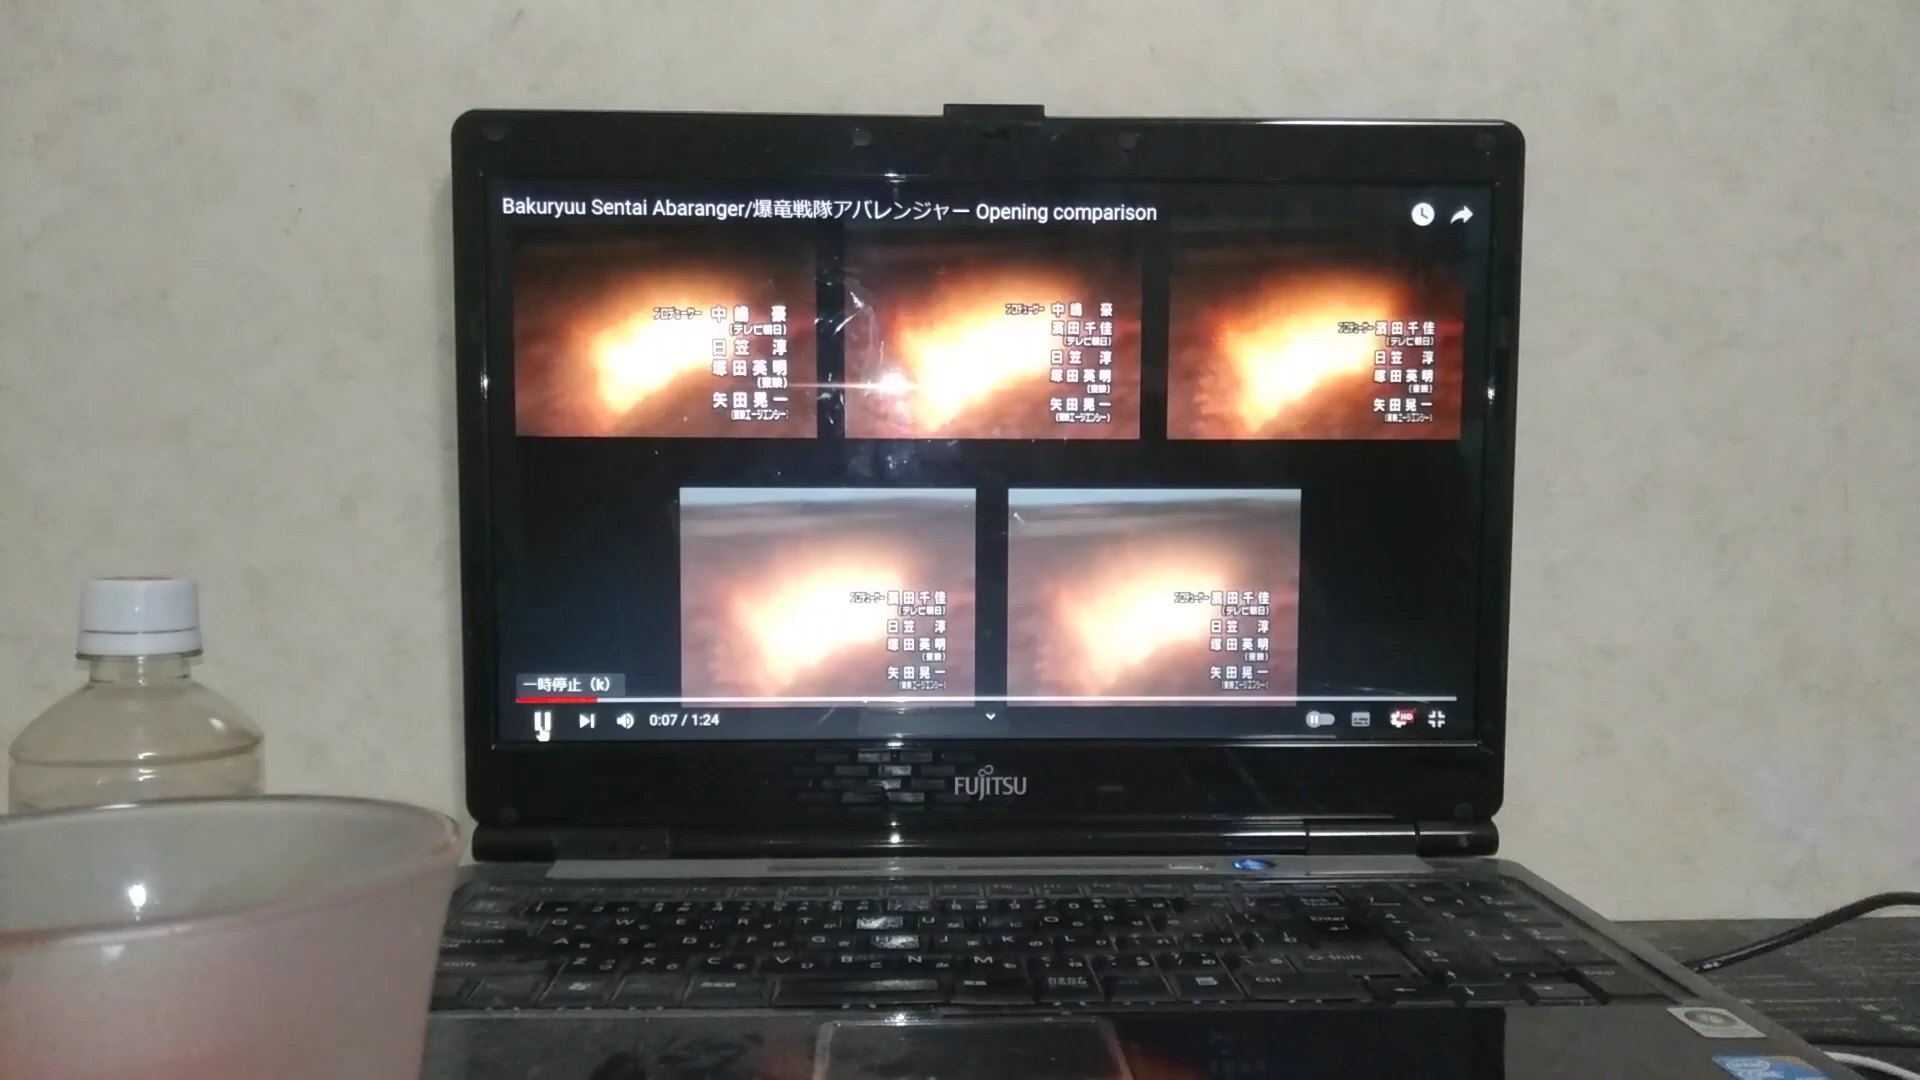 Bakuryuu Sentai Abaranger/爆竜戦隊アバレンジャー Opening comparison
プロデューサー 中嶋 豪
(テレビ朝日)
日笠 淳
塚田英明
(東映)
矢田晃一
(東映エージエンシー)
プロデューサー 中嶋 豪
濱田千佳
(テレビ朝日)
日笠 淳
塚田英明
(東映)
矢田晃一
(東映エージエンシー)
プロデューサー 濱田千佳
(テレビ朝日)
日笠 淳
塚田英明
(東映)
矢田晃一
(東映エージエンシー)
プロデューサー 濱田千佳
(テレビ朝日)
日笠 淳
塚田英明
(東映)
矢田晃一
(東映エージエンシー)
プロデューサー 濱田千佳
(テレビ朝日)
日笠 淳
塚田英明
(東映)
矢田晃一
(東映エージエンシー)
一時停止 (k)
0:07 / 1:24
HD
FUJITSU
Q W E R T Y U I O P
A S D F G H J K L
Z X C V B N M
Ctrl